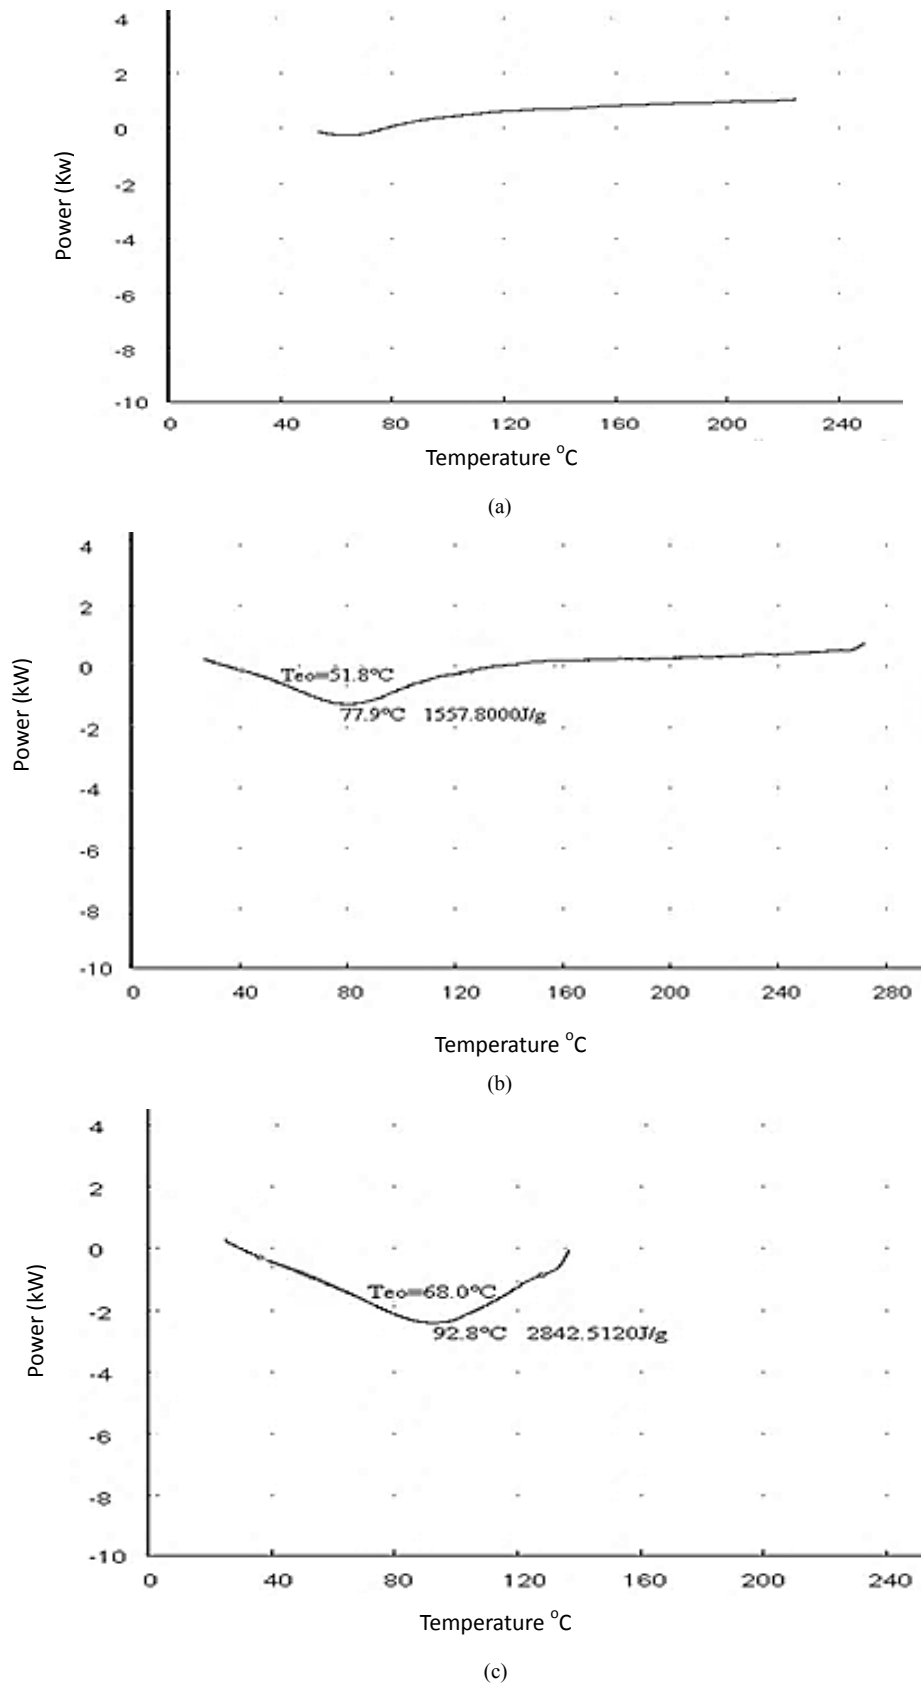 4
2
0
-2
-4
-6
-8
-10
Power (Kw)
0 40 80 120 160 200 240
Temperature °C
(a)
4
2
0
-2
-4
-6
-8
-10
Power (kW)
Teo=51.8°C
77.9°C 1557.8000J/g
0 40 80 120 160 200 240 280
Temperature °C
(b)
4
2
0
-2
-4
-6
-8
-10
Power (kW)
Teo=68.0°C
92.8°C 2842.5120J/g
0 40 80 120 160 200 240
Temperature °C
(c)